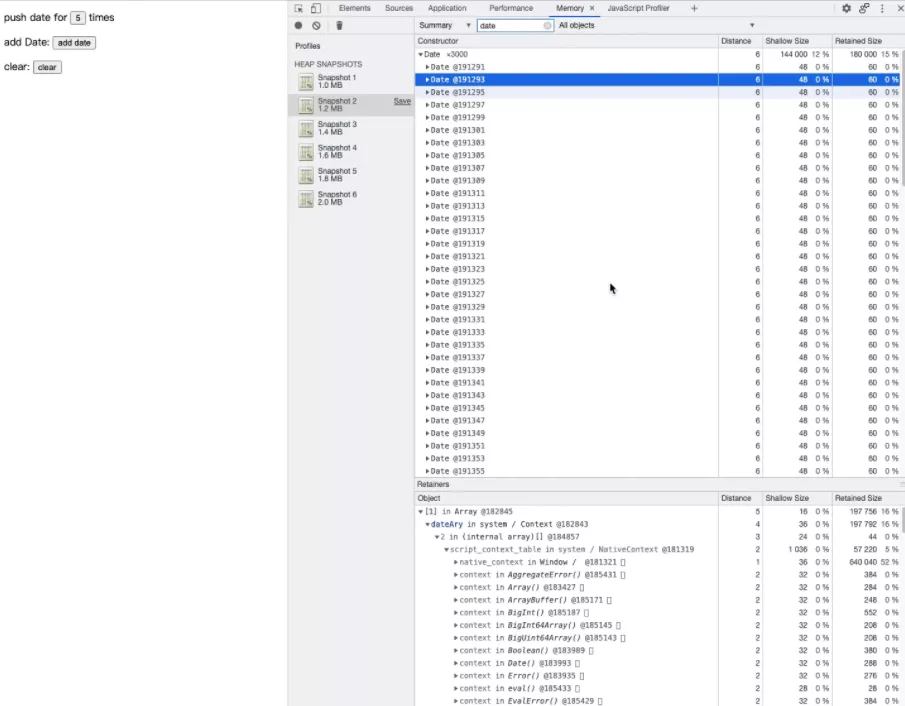 push date for 5 times
add Date: add date
clear: clear
Elements Sources Application Performance Memory × JavaScript Profiler +
Profiles
HEAP SNAPSHOTS
Snapshot 1
1.0 MB
Snapshot 2 Save
1.2 MB
Snapshot 3
1.4 MB
Snapshot 4
1.6 MB
Snapshot 5
1.8 MB
Snapshot 6
2.0 MB
Summary ▼ date All objects ▼
Constructor Distance Shallow Size Retained Size
▼Date ×3000 6 144 000 12 % 180 000 15 %
▶Date @191291 6 48 0 % 60 0 %
▶Date @191293 6 48 0 % 60 0 %
▶Date @191295 6 48 0 % 60 0 %
▶Date @191297 6 48 0 % 60 0 %
▶Date @191299 6 48 0 % 60 0 %
▶Date @191301 6 48 0 % 60 0 %
▶Date @191303 6 48 0 % 60 0 %
▶Date @191305 6 48 0 % 60 0 %
▶Date @191307 6 48 0 % 60 0 %
▶Date @191309 6 48 0 % 60 0 %
▶Date @191311 6 48 0 % 60 0 %
▶Date @191313 6 48 0 % 60 0 %
▶Date @191315 6 48 0 % 60 0 %
▶Date @191317 6 48 0 % 60 0 %
▶Date @191319 6 48 0 % 60 0 %
▶Date @191321 6 48 0 % 60 0 %
▶Date @191323 6 48 0 % 60 0 %
▶Date @191325 6 48 0 % 60 0 %
▶Date @191327 6 48 0 % 60 0 %
▶Date @191329 6 48 0 % 60 0 %
▶Date @191331 6 48 0 % 60 0 %
▶Date @191333 6 48 0 % 60 0 %
▶Date @191335 6 48 0 % 60 0 %
▶Date @191337 6 48 0 % 60 0 %
▶Date @191339 6 48 0 % 60 0 %
▶Date @191341 6 48 0 % 60 0 %
▶Date @191343 6 48 0 % 60 0 %
▶Date @191345 6 48 0 % 60 0 %
▶Date @191347 6 48 0 % 60 0 %
▶Date @191349 6 48 0 % 60 0 %
▶Date @191351 6 48 0 % 60 0 %
▶Date @191353 6 48 0 % 60 0 %
▶Date @191355 6 48 0 % 60 0 %
Retainers
Object Distance Shallow Size Retained Size
▼[1] in Array @182845 5 16 0 % 197 756 16 %
▼dateAry in system / Context @182843 4 36 0 % 197 792 16 %
▼2 in (internal array)[] @184857 3 24 0 % 44 0 %
▼script_context_table in system / NativeContext @181319 2 1 036 0 % 57 220 5 %
▶native_context in Window / @181321 1 36 0 % 640 040 52 %
▶context in AggregateError() @185431 2 32 0 % 384 0 %
▶context in Array() @183427 2 32 0 % 284 0 %
▶context in ArrayBuffer() @185171 2 32 0 % 248 0 %
▶context in BigInt() @185187 2 32 0 % 552 0 %
▶context in BigInt64Array() @185145 2 32 0 % 208 0 %
▶context in BigUint64Array() @185143 2 32 0 % 208 0 %
▶context in Boolean() @183989 2 32 0 % 380 0 %
▶context in Date() @183993 2 32 0 % 288 0 %
▶context in Error() @183935 2 32 0 % 276 0 %
▶context in eval() @185433 2 28 0 % 28 0 %
▶context in EvalError() @185429 2 32 0 % 384 0 %